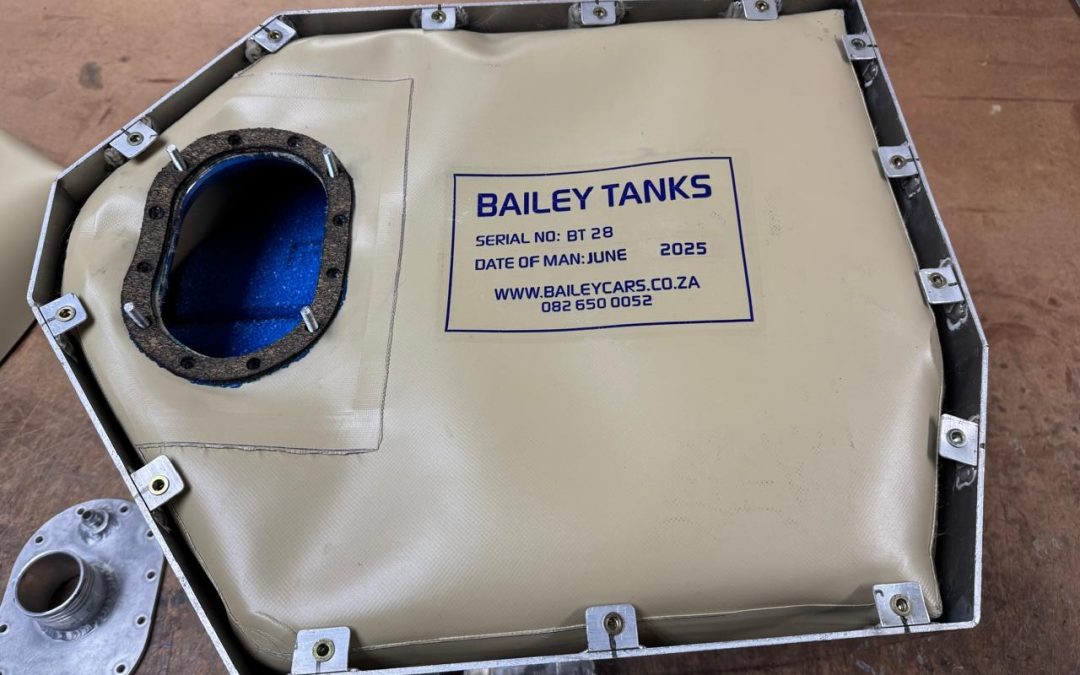 BAILEY TANKS
SERIAL NO: BT 28
DATE OF MAN: JUNE 2025
WWW.BAILEYCARS.CO.ZA
082 650 0052